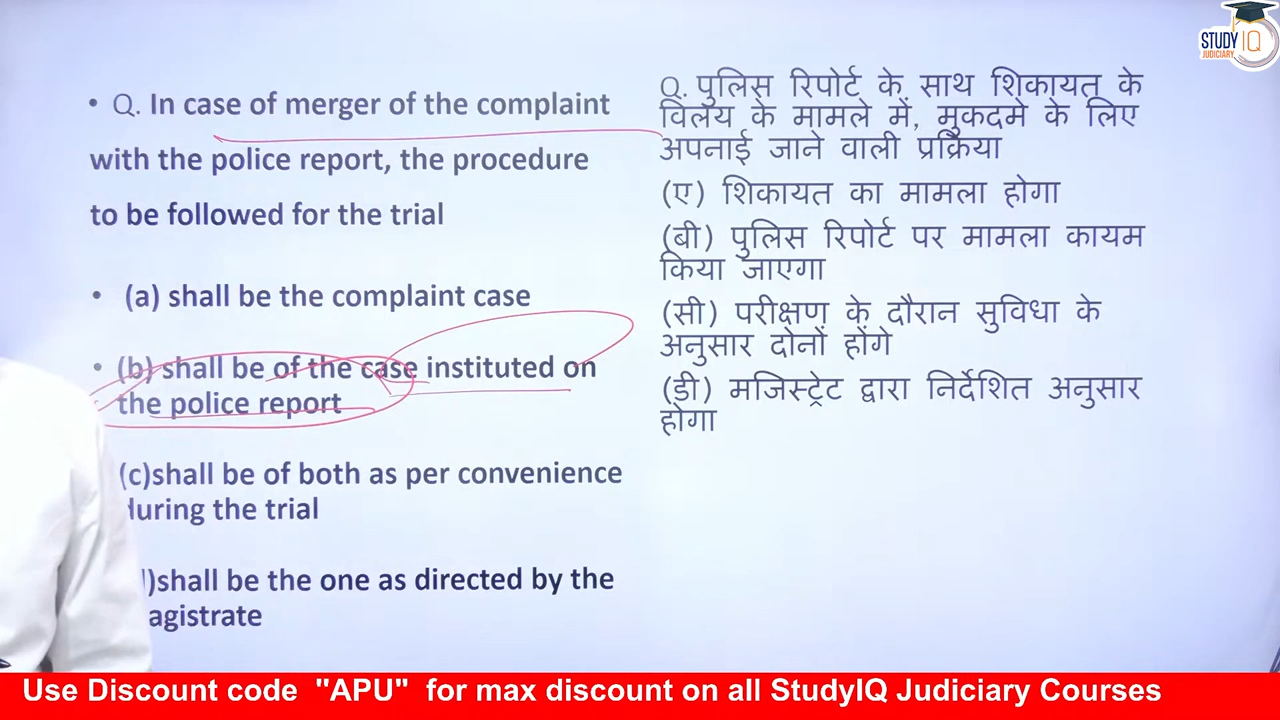 STUDY IQ
JUDICIARY
• Q. In case of merger of the complaint
with the police report, the procedure
to be followed for the trial
• (a) shall be the complaint case
• (b) shall be of the case instituted on
the police report
(c)shall be of both as per convenience
during the trial
)shall be the one as directed by the
agistrate
Q. पुलिस रिपोर्ट के साथ शिकायत के
विलय के मामले में, मुकदमे के लिए
अपनाई जाने वाली प्रक्रिया
(ए) शिकायत का मामला होगा
(बी) पुलिस रिपोर्ट पर मामला कायम
किया जाएगा
(सी) परीक्षण के दौरान सुविधा के
अनुसार दोनों होंगे
(डी) मजिस्ट्रेट द्वारा निर्देशित अनुसार
होगा
Use Discount code "APU" for max discount on all StudyIQ Judiciary Courses